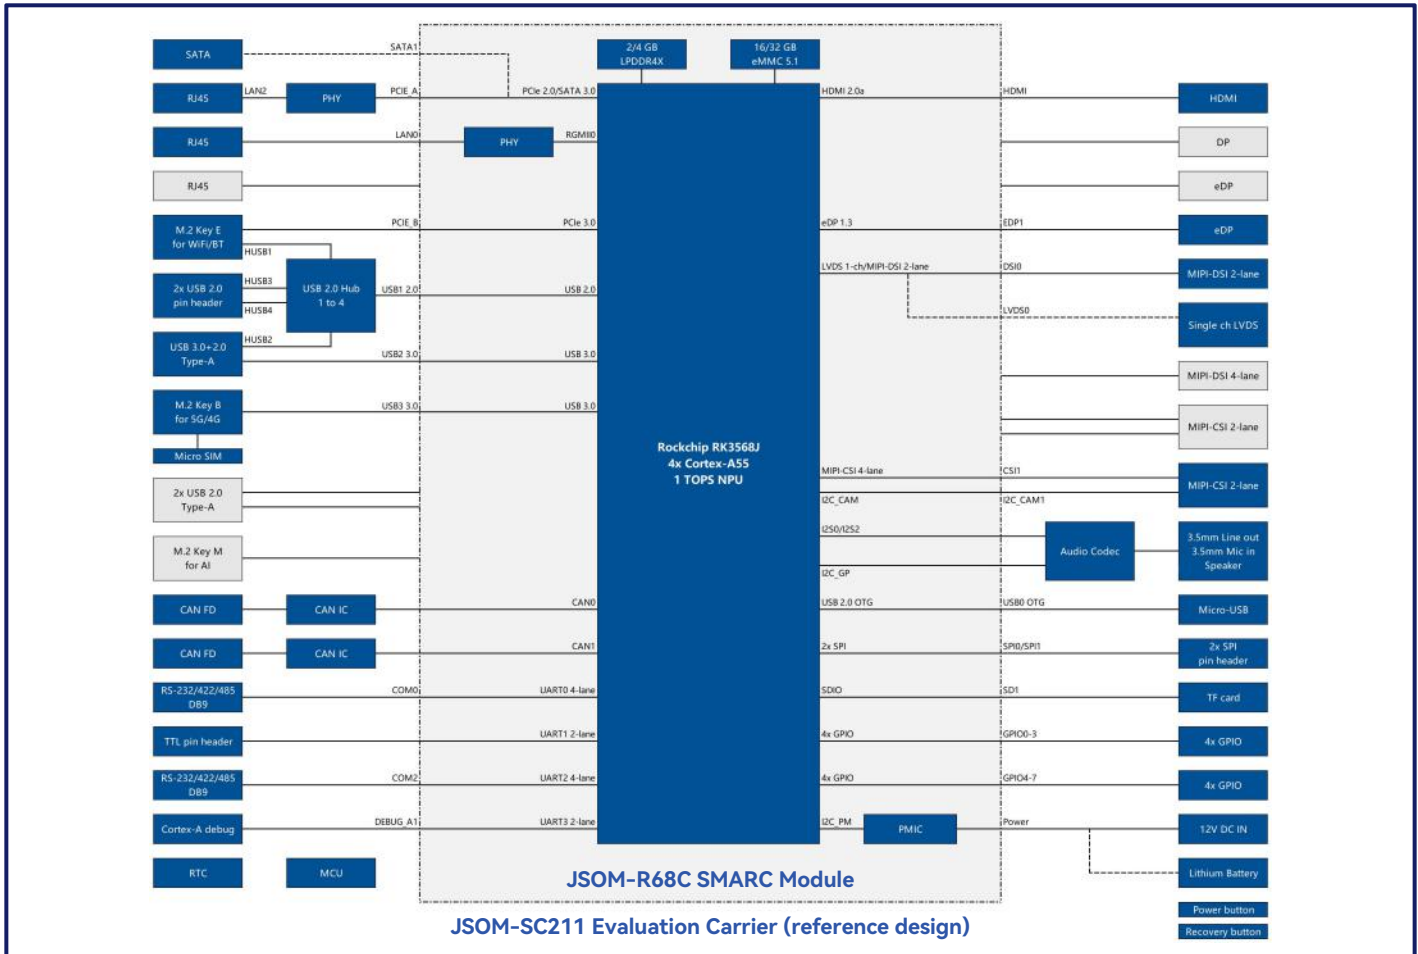 SATA
SATA1
2/4 GB
LPDDR4X
16/32 GB
eMMC 5.1
RJ45
LAN2
PHY
PCIE_A
PCIe 2.0/SATA 3.0
HDMI 2.0a
HDMI
HDMI
RJ45
LAN0
PHY
RGMII0
DP
RJ45
eDP
M.2 Key E
for WiFi/BT
PCIE_B
PCIe 3.0
eDP 1.3
EDP1
eDP
HUSB1
2x USB 2.0
pin header
HUSB3
HUSB4
USB 2.0 Hub
1 to 4
USB1 2.0
USB 2.0
LVDS 1-ch/MIPI-DSI 2-lane
DSI0
MIPI-DSI 2-lane
LVDS0
Single ch LVDS
USB 3.0+2.0
Type-A
HUSB2
USB2 3.0
USB 3.0
MIPI-DSI 4-lane
M.2 Key B
for 5G/4G
USB3 3.0
USB 3.0
MIPI-CSI 2-lane
Micro SIM
Rockchip RK3568J
4x Cortex-A55
1 TOPS NPU
2x USB 2.0
Type-A
MIPI-CSI 4-lane
CSI1
I2C_CAM
I2C_CAM1
MIPI-CSI 2-lane
M.2 Key M
for AI
I2S0/I2S2
I2C_GP
Audio Codec
3.5mm Line out
3.5mm Mic in
Speaker
CAN FD
CAN IC
CAN0
USB 2.0 OTG
USB0 OTG
Micro-USB
CAN FD
CAN IC
CAN1
2x SPI
SPI0/SPI1
2x SPI
pin header
RS-232/422/485
DB9
COM0
UART0 4-lane
SDIO
SD1
TF card
TTL pin header
UART1 2-lane
4x GPIO
GPIO0-3
4x GPIO
RS-232/422/485
DB9
COM2
UART2 4-lane
4x GPIO
GPIO4-7
4x GPIO
Cortex-A debug
DEBUG_A1
UART3 2-lane
I2C_PM
PMIC
Power
12V DC IN
RTC
MCU
JSOM-R68C SMARC Module
Lithium Battery
JSOM-SC211 Evaluation Carrier (reference design)
Power button
Recovery button